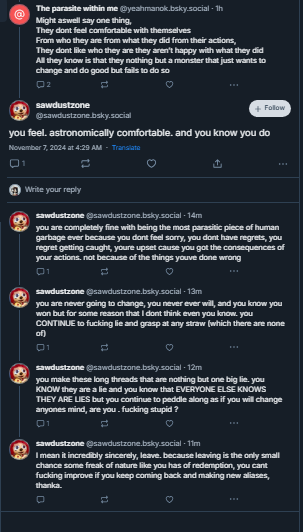 The parasite within me @yeahmanok.bsky.social · 1h
Might aswell say one thing,
They dont feel comfortable with themselves
From who they are from what they did from their actions,
They dont like who they are they aren't happy with what they did
All they know is that they nothing but a monster that just wants to
change and do good but fails to do so
2
sawdustzone
@sawdustzone.bsky.social
+ Follow
you feel. astronomically comfortable. and you know you do
November 7, 2024 at 4:29 AM · Translate
1
Write your reply
sawdustzone @sawdustzone.bsky.social · 14m
you are completely fine with being the most parasitic piece of human
garbage ever because you dont feel sorry, you dont have regrets, you
regret getting caught, youre upset cause you got the consequences of
your actions. not because of the things youve done wrong
1
sawdustzone @sawdustzone.bsky.social · 13m
you are never going to change, you never ever will, and you know you
won but for some reason that I dont think even you know. you
CONTINUE to fucking lie and grasp at any straw (which there are none
of)
1
sawdustzone @sawdustzone.bsky.social · 12m
you make these long threads that are nothing but one big lie. you
KNOW they are a lie and you know that EVERYONE ELSE KNOWS
THEY ARE LIES but you continue to peddle along as if you will change
anyones mind, are you . fucking stupid ?
1
sawdustzone @sawdustzone.bsky.social · 11m
I mean it incredibly sincerely, leave. because leaving is the only small
chance some freak of nature like you has of redemption, you cant
fucking improve if you keep coming back and making new aliases,
thanka.